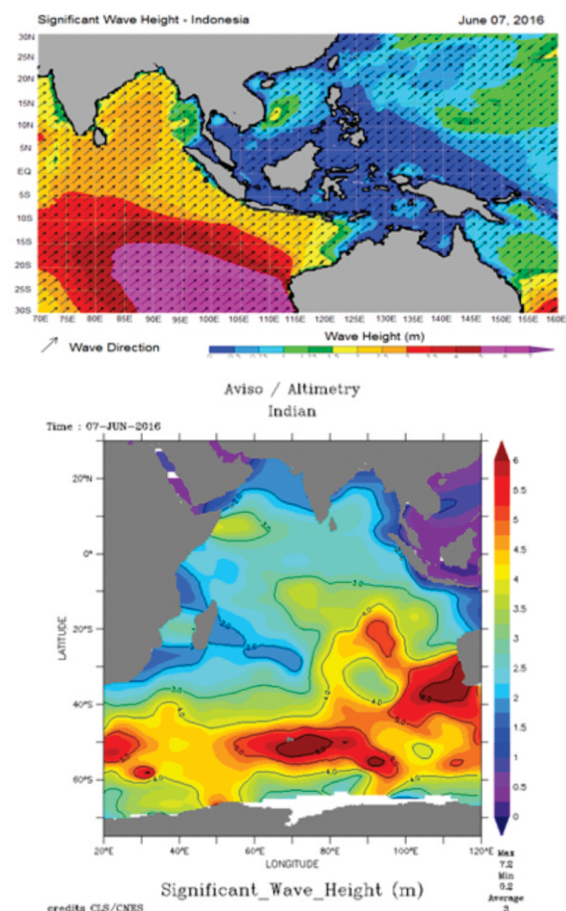 Significant Wave Height - Indonesia June 07, 2016
30N
25N
20N
15N
10N
5N
EQ
5S
10S
15S
20S
25S
30S
70E 75E 80E 85E 90E 95E 100E 105E 110E 115E 120E 125E 130E 135E 140E 145E 150E 155E 160E
Wave Direction
Wave Height (m)
Aviso / Altimetry
Indian
Time : 07-JUN-2016
20°N
0°
20°S
40°S
60°S
LATITUDE
20°E 40°E 60°E 80°E 100°E 120°E
LONGITUDE
6
5.5
5
4.5
4
3.5
3
2.5
2
1.5
1
0.5
0
Max
7.2
Min
0.2
Average
3
Significant_Wave_Height (m)
credits CLS/CNES